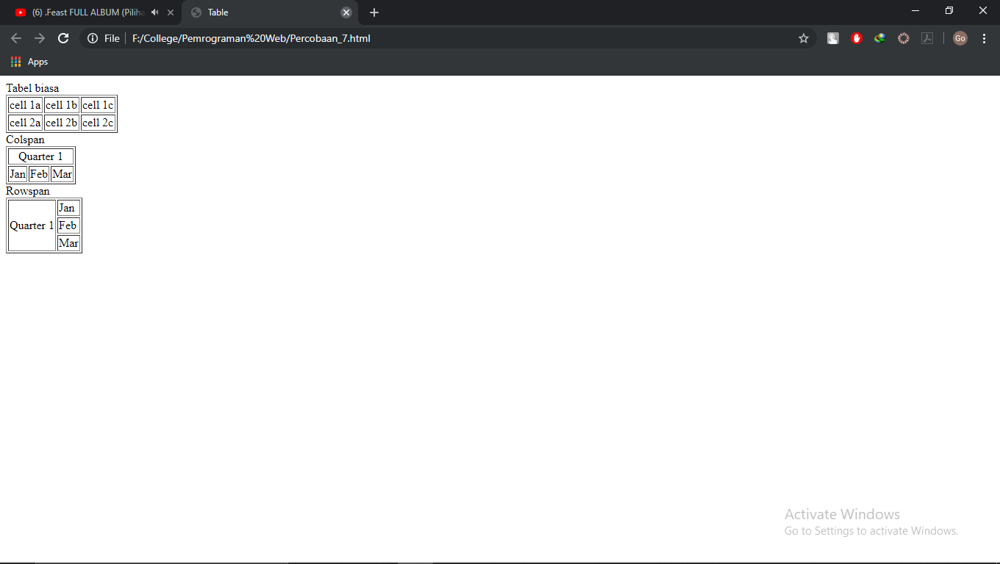 (6) .Feast FULL ALBUM (Piliha
Table
File F:/College/Pemrograman%20Web/Percobaan_7.html
Go
Apps
Tabel biasa
cell 1a cell 1b cell 1c
cell 2a cell 2b cell 2c
Colspan
Quarter 1
Jan Feb Mar
Rowspan
Quarter 1
Jan
Feb
Mar
Activate Windows
Go to Settings to activate Windows.